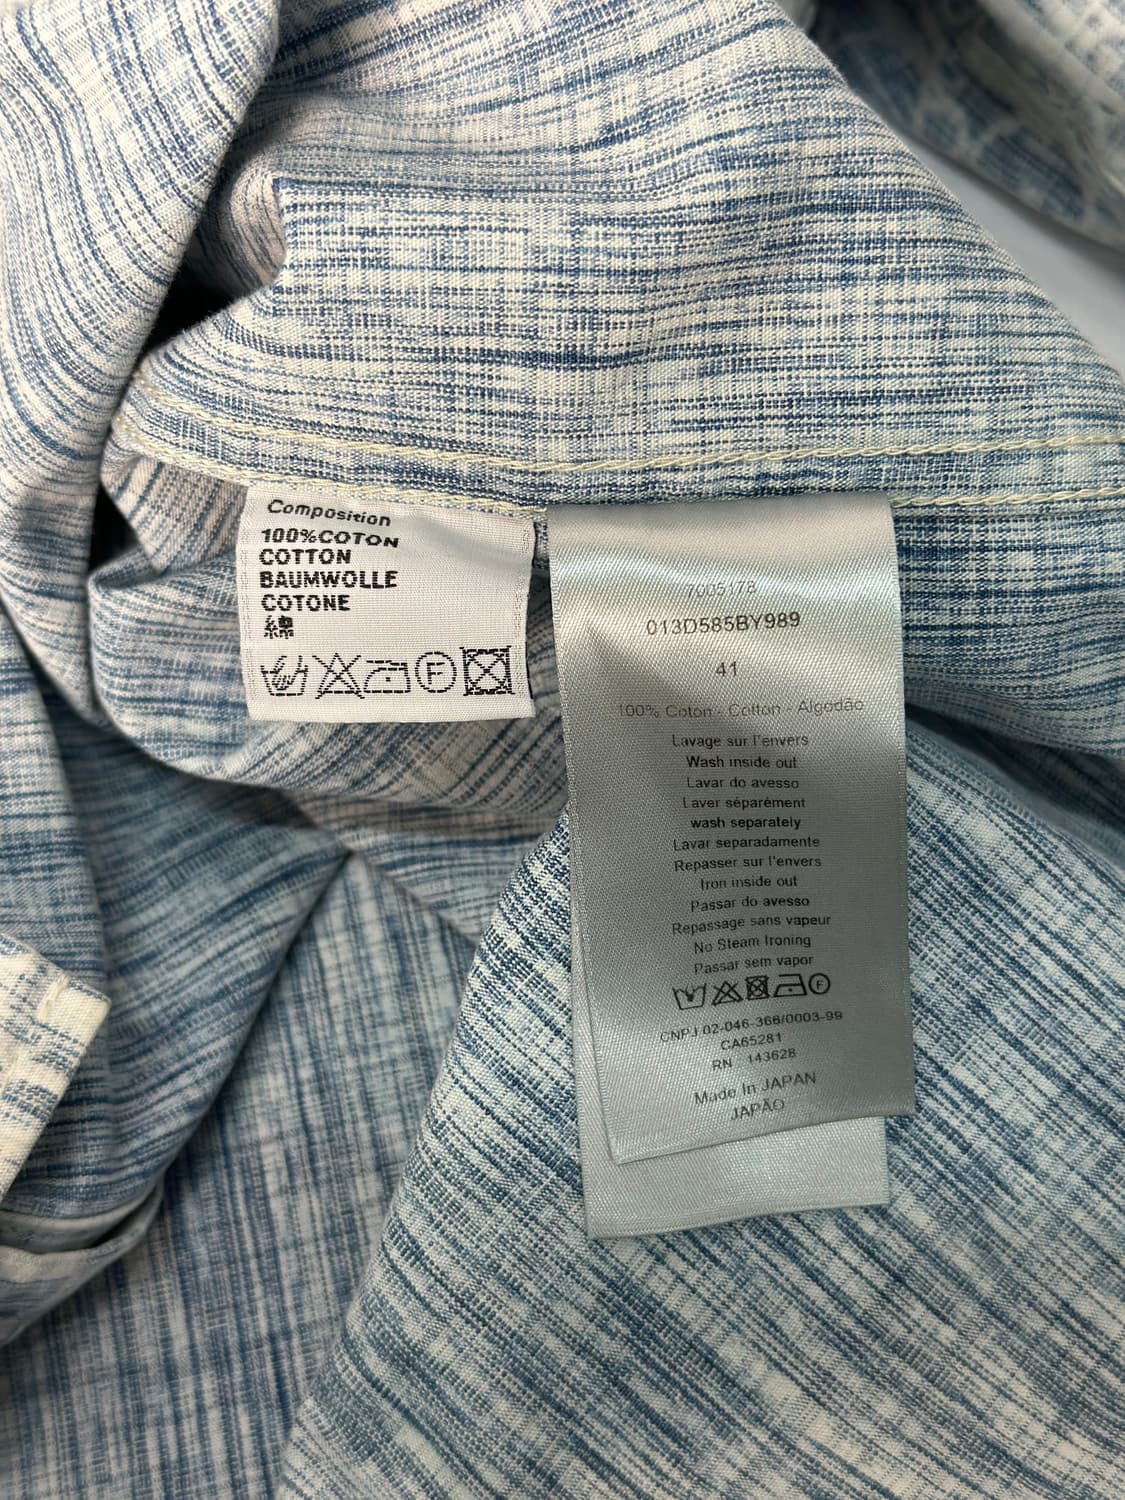 Composition
100%COTON
COTTON
BAUMWOLLE
COTONE
綿
F
7005178
013D585BY989
41
100% Coton - Cotton - Algodão
Lavage sur l'envers
Wash inside out
Lavar do avesso
Laver séparément
wash separately
Lavar separadamente
Repasser sur l'envers
Iron inside out
Passar do avesso
Repassage sans vapeur
No Steam Ironing
Passar sem vapor
F
CNPJ 02-046-366/0003-99
CA65281
RN 143628
Made In JAPAN
JAPÃO